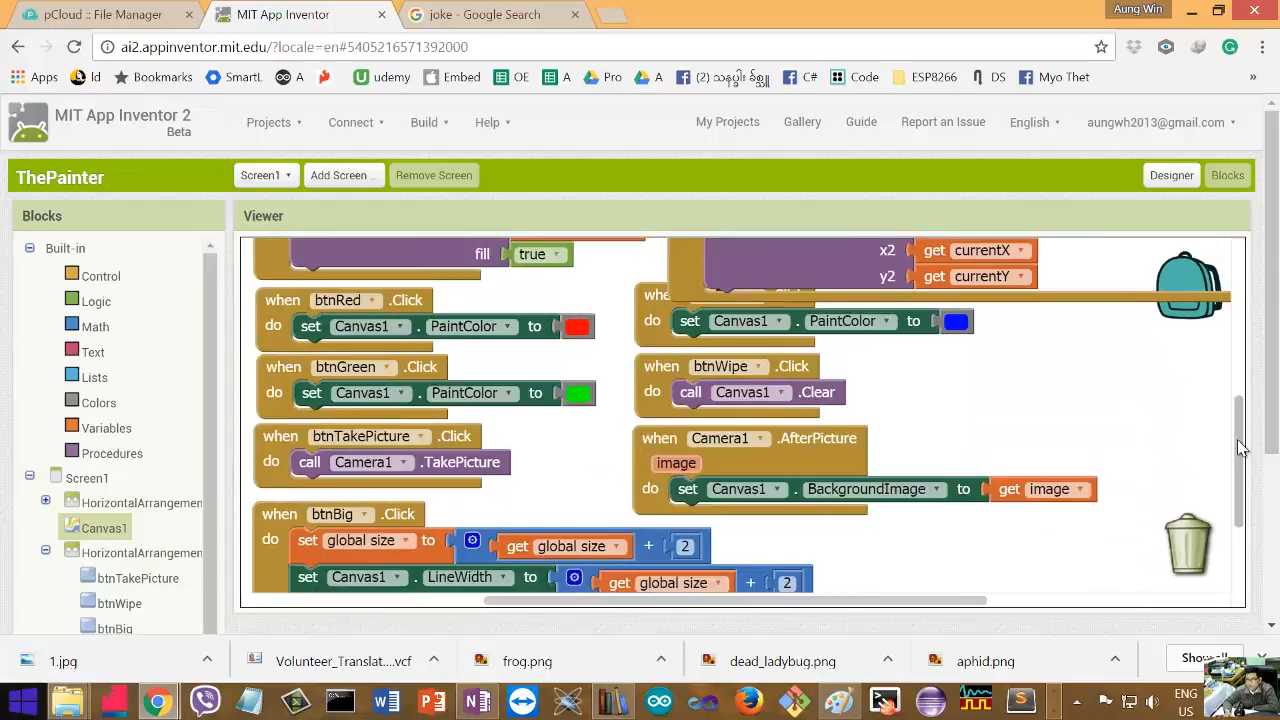 pCloud :: File Manager
MIT App Inventor
joke - Google Search
Aung Win
ai2.appinventor.mit.edu/?locale=en#5405216571392000
Apps
Id
Bookmarks
SmartL
A
udemy
Embed
OE
A
Pro
A
C#
Code
ESP8266
DS
Myo Thet
»
MIT App Inventor 2
Beta
Projects
Connect
Build
Help
My Projects
Gallery
Guide
Report an Issue
English
aungwh2013@gmail.com
ThePainter
Screen1
Add Screen ...
Remove Screen
Designer
Blocks
Blocks
Viewer
Built-in
Control
Logic
Math
Text
Lists
Colors
Variables
Procedures
Screen1
HorizontalArrangemen
Canvas1
HorizontalArrangemen
btnTakePicture
btnWipe
btnBig
fill true
x2 get currentX
y2 get currentY
when btnRed .Click
do set Canvas1 . PaintColor to
do set Canvas1 . PaintColor to
when btnGreen .Click
do set Canvas1 . PaintColor to
when btnWipe .Click
do call Canvas1 .Clear
when btnTakePicture .Click
do call Camera1 .TakePicture
when Camera1 .AfterPicture
image
do set Canvas1 . BackgroundImage to get image
when btnBig .Click
do set global size to get global size + 2
set Canvas1 . LineWidth to get global size + 2
1.jpg
Volunteer_Translat....vcf
frog.png
dead_ladybug.png
aphid.png
ENG
US